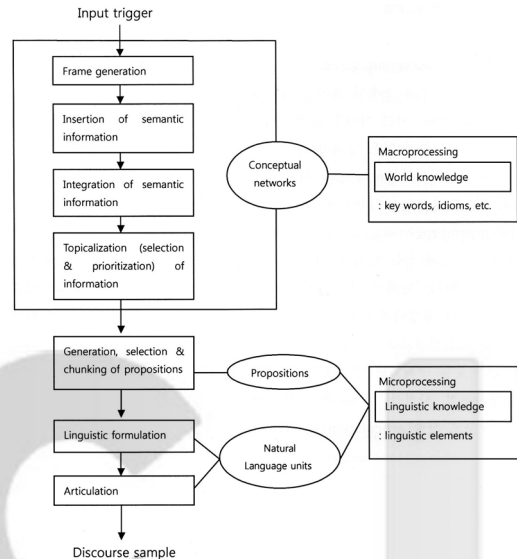 Input trigger
Frame generation
Insertion of semantic
information
Integration of semantic
information
Topicalization (selection
& prioritization) of
information
Conceptual
networks
Macroprocessing
World knowledge
: key words, idioms, etc.
Generation, selection &
chunking of propositions
Propositions
Linguistic formulation
Articulation
Natural
Language units
Microprocessing
Linguistic knowledge
: linguistic elements
Discourse sample